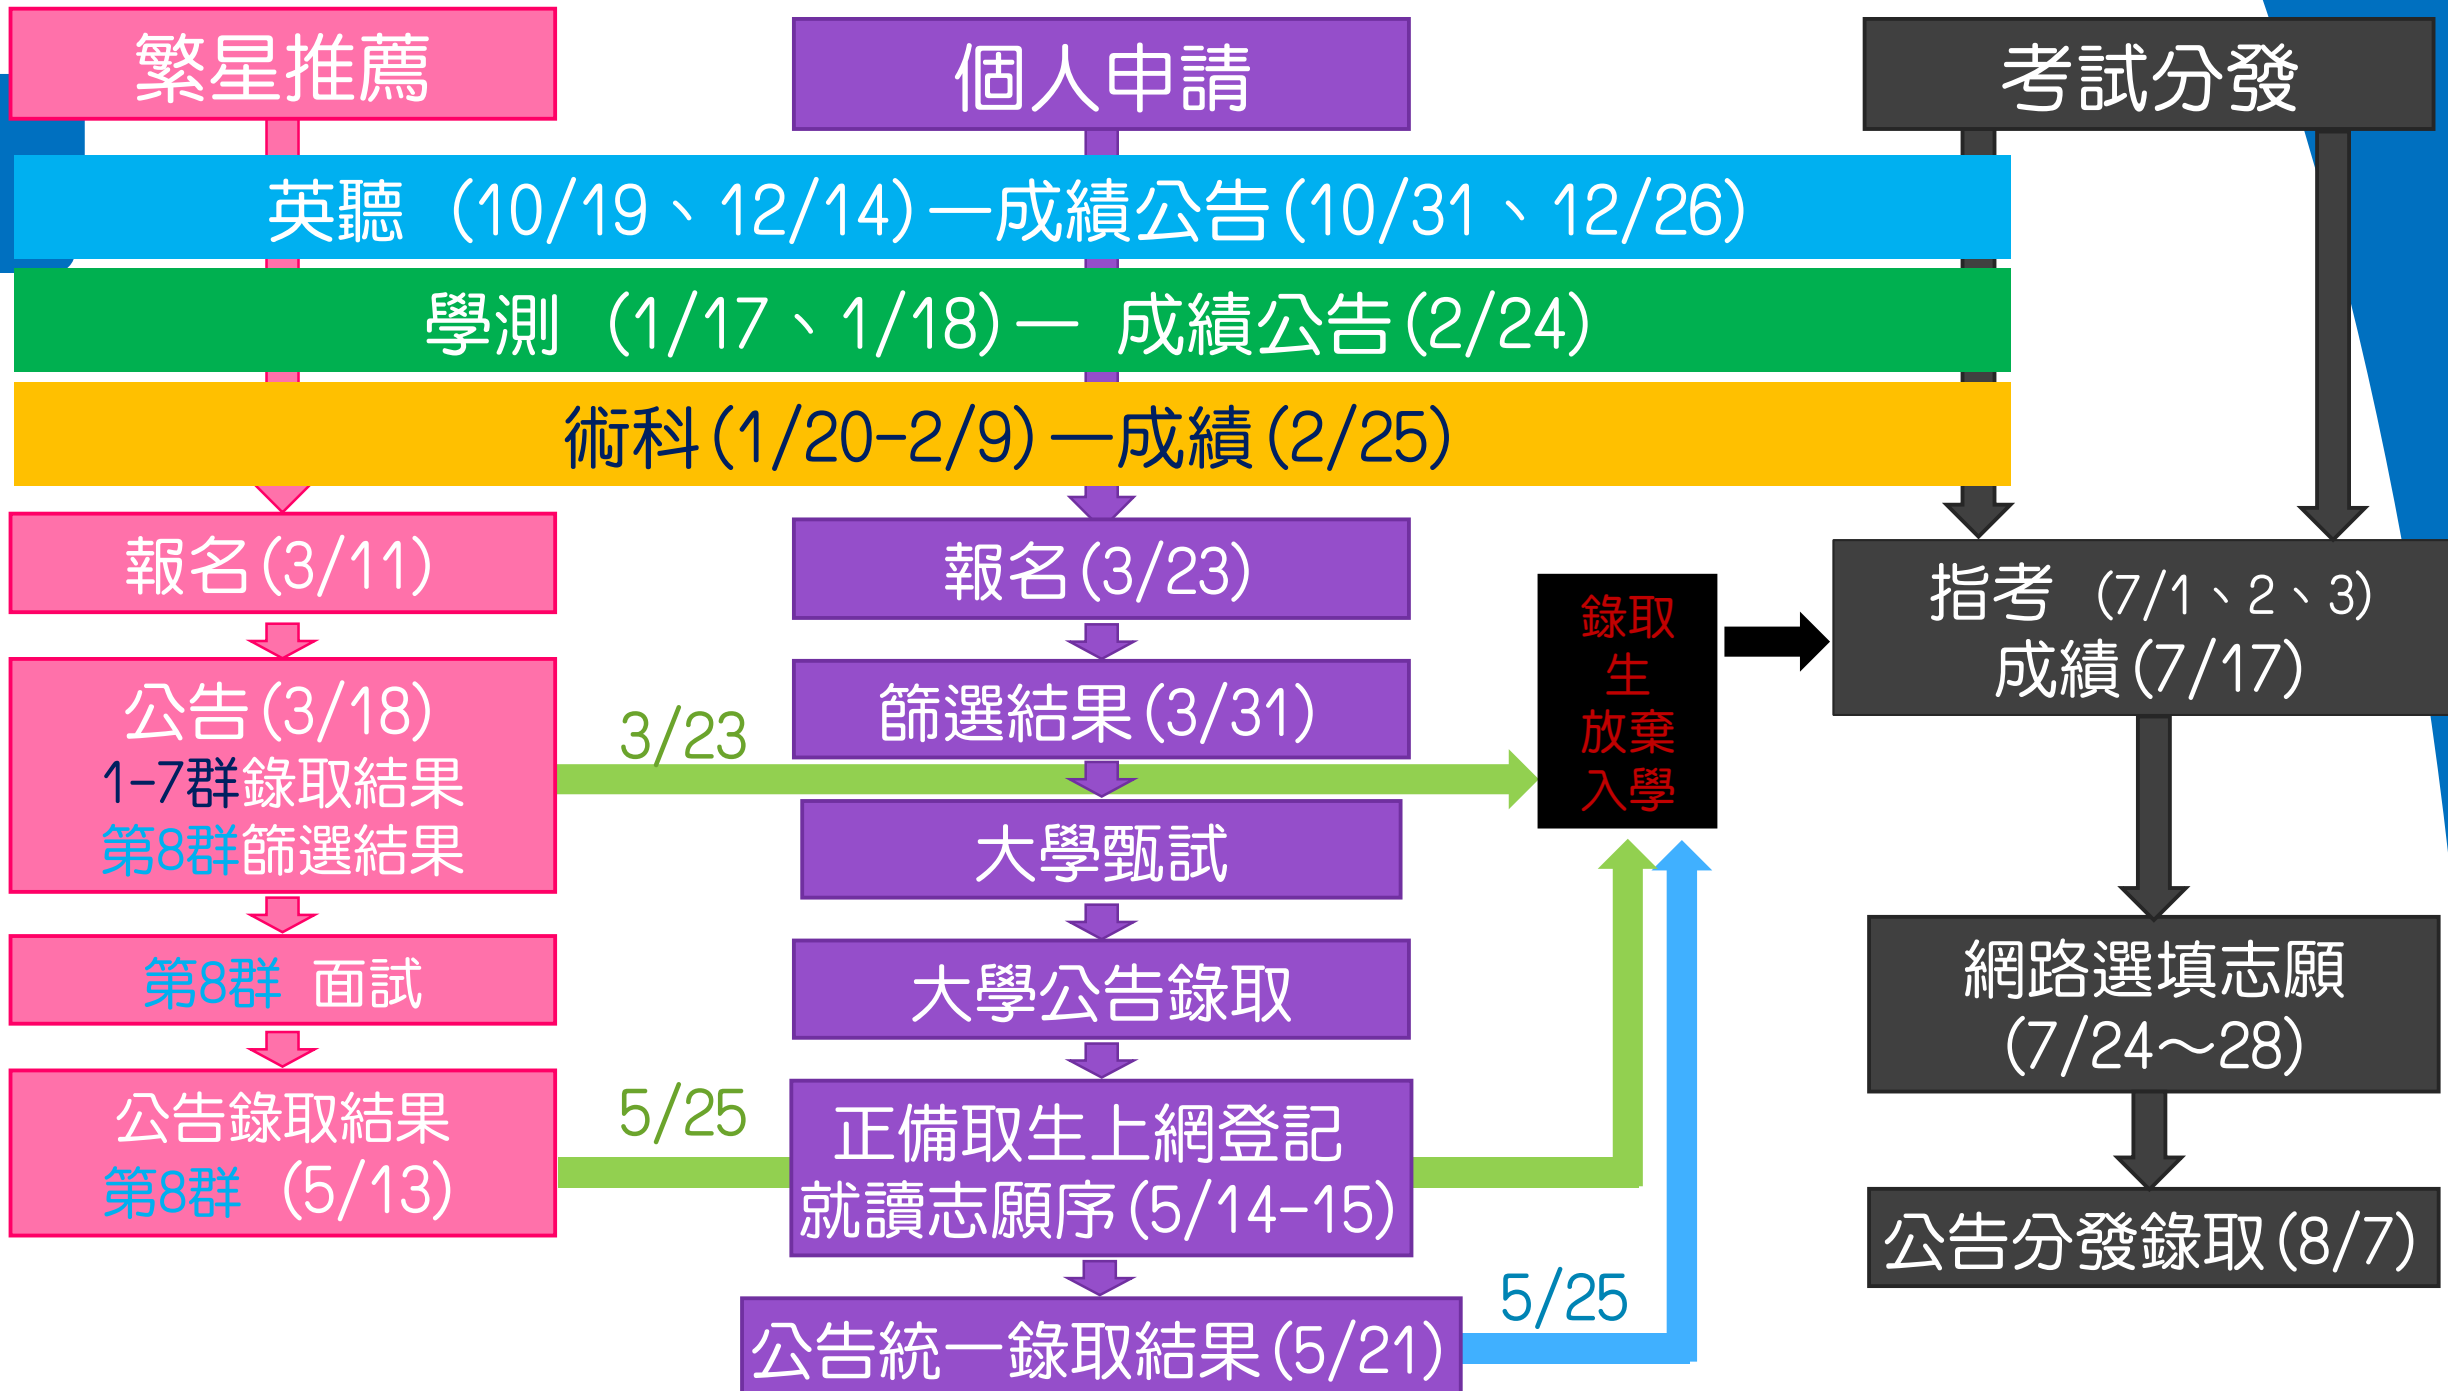 繁星推薦
個人申請
考試分發
英聽 (10/19、12/14)—成績公告(10/31、12/26)
學測 (1/17、1/18)— 成績公告(2/24)
術科(1/20-2/9)—成績(2/25)
報名(3/11)
公告(3/18)
1-7群錄取結果
第8群篩選結果
第8群 面試
公告錄取結果
第8群 (5/13)
3/23
5/25
報名(3/23)
篩選結果(3/31)
大學甄試
大學公告錄取
正備取生上網登記
就讀志願序(5/14-15)
公告統一錄取結果(5/21)
5/25
錄取
生
放棄
入學
指考 (7/1、2、3)
成績(7/17)
網路選填志願
(7/24～28)
公告分發錄取(8/7)